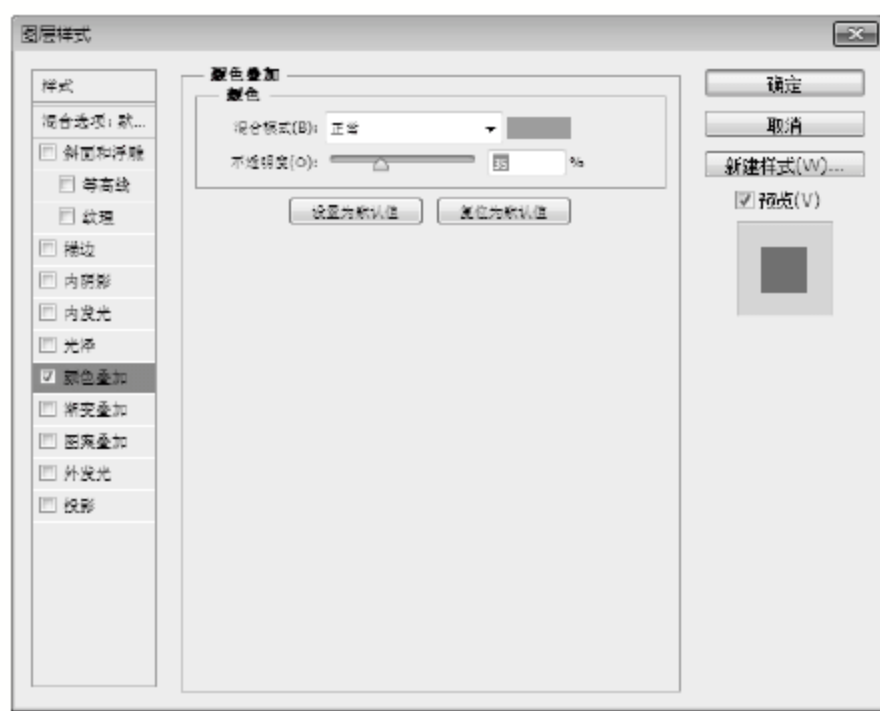 图层样式
样式
混合选项: 默...
斜面和浮雕
等高线
纹理
描边
内阴影
内发光
光泽
颜色叠加
渐变叠加
图案叠加
外发光
投影
颜色叠加
颜色
混合模式(B): 正常
不透明度(O): 35 %
设置为默认值 复位为默认值
确定
取消
新建样式(W)...
预览(V)